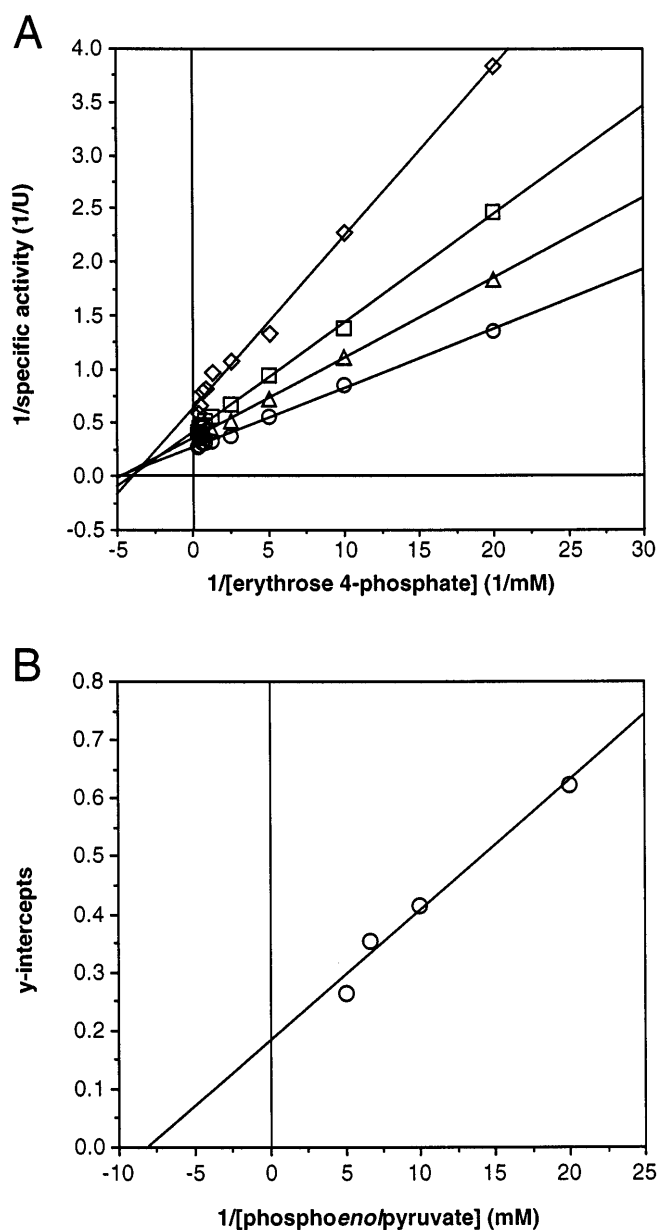 A
4.0
3.5
3.0
2.5
2.0
1.5
1.0
0.5
0.0
-0.5
1/specific activity (1/U)
-5 0 5 10 15 20 25 30
1/[erythrose 4-phosphate] (1/mM)
B
0.8
0.7
0.6
0.5
0.4
0.3
0.2
0.1
0.0
y-intercepts
-10 -5 0 5 10 15 20 25
1/[phosphoenolpyruvate] (mM)